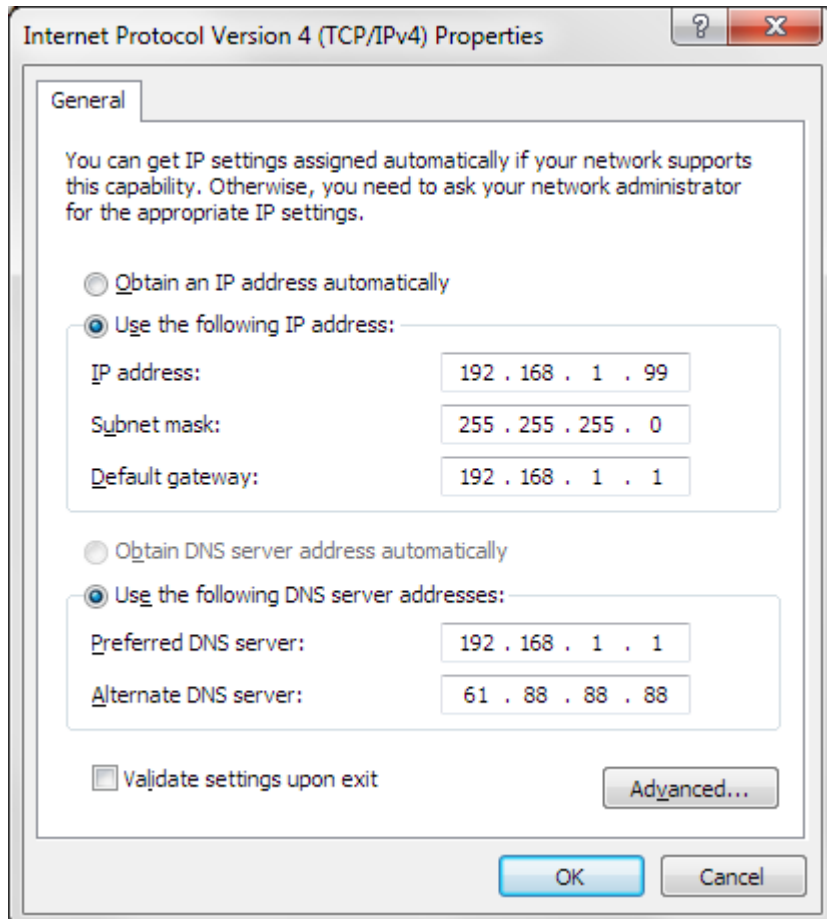 Internet Protocol Version 4 (TCP/IPv4) Properties
General
You can get IP settings assigned automatically if your network supports
this capability. Otherwise, you need to ask your network administrator
for the appropriate IP settings.
Obtain an IP address automatically
Use the following IP address:
IP address: 192 . 168 . 1 . 99
Subnet mask: 255 . 255 . 255 . 0
Default gateway: 192 . 168 . 1 . 1
Obtain DNS server address automatically
Use the following DNS server addresses:
Preferred DNS server: 192 . 168 . 1 . 1
Alternate DNS server: 61 . 88 . 88 . 88
Validate settings upon exit
Advanced...
OK Cancel